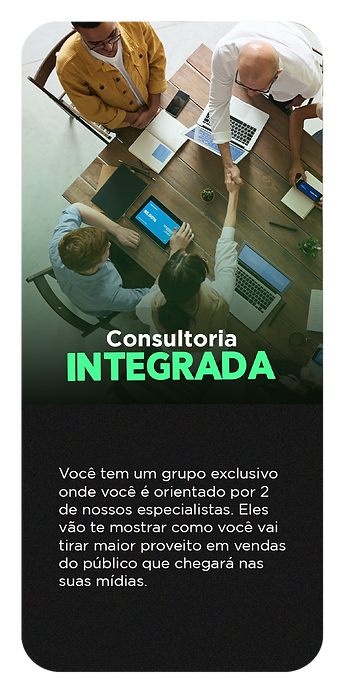 Consultoria
INTEGRADA
Você tem um grupo exclusivo
onde você é orientado por 2
de nossos especialistas. Eles
vão te mostrar como você vai
tirar maior proveito em vendas
do público que chegará nas
suas mídias.